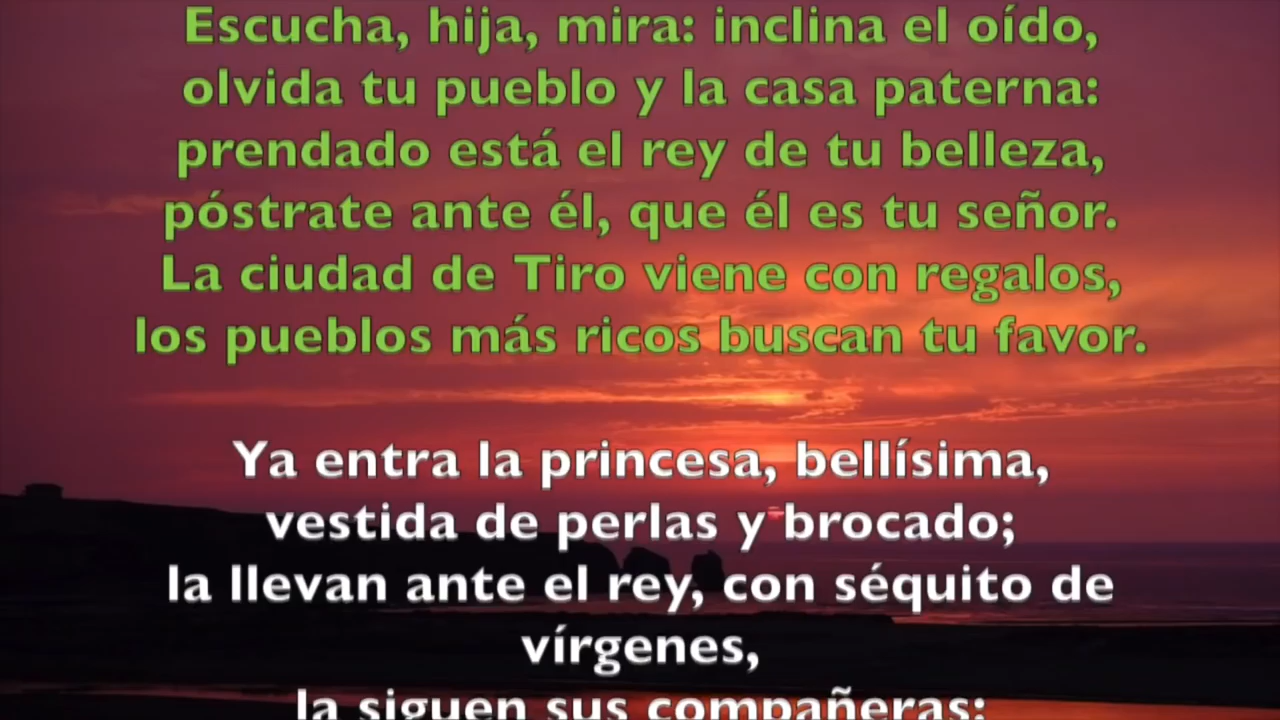 Escucha, hija, mira: inclina el oído,
olvida tu pueblo y la casa paterna:
prendado está el rey de tu belleza,
póstrate ante él, que él es tu señor.
La ciudad de Tiro viene con regalos,
los pueblos más ricos buscan tu favor.
Ya entra la princesa, bellísima,
vestida de perlas y brocado;
la llevan ante el rey, con séquito de
vírgenes,
la siguen sus compañeras: